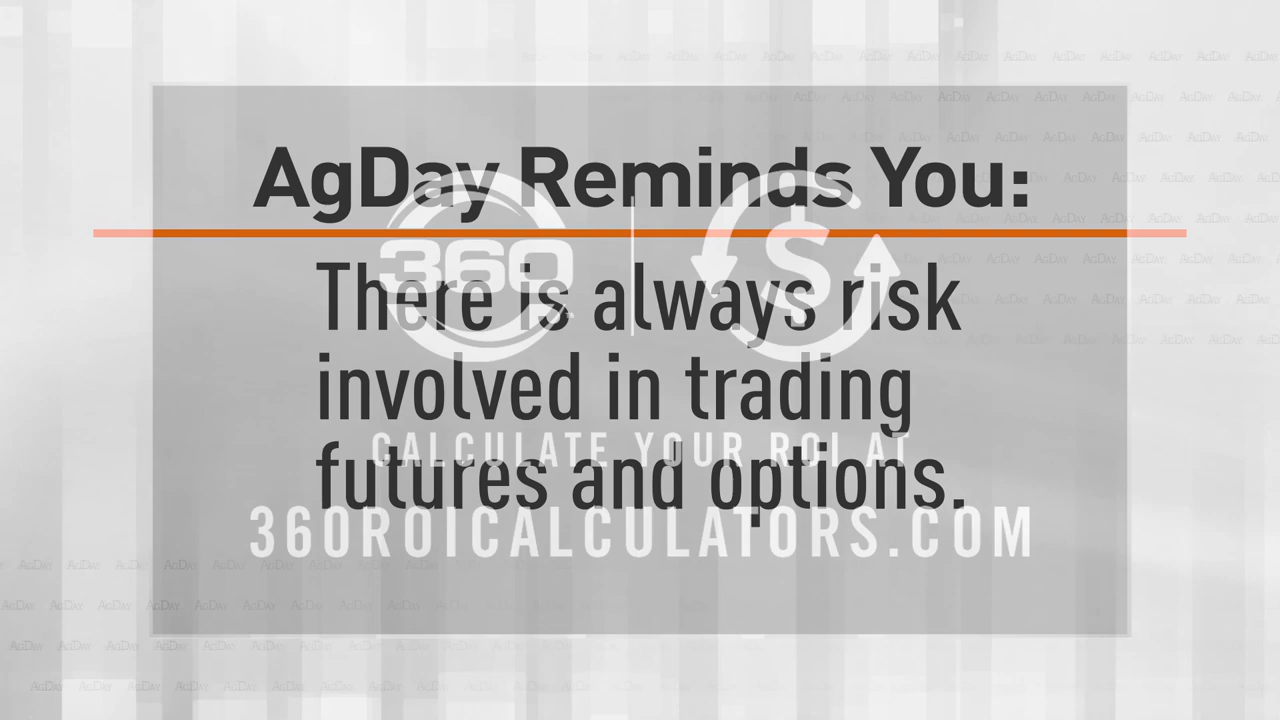 AgDay Reminds You:
360
$
There is always risk
involved in trading
CALCULATE YOUR ROI AT
futures and options.
360ROICALCULATORS.COM